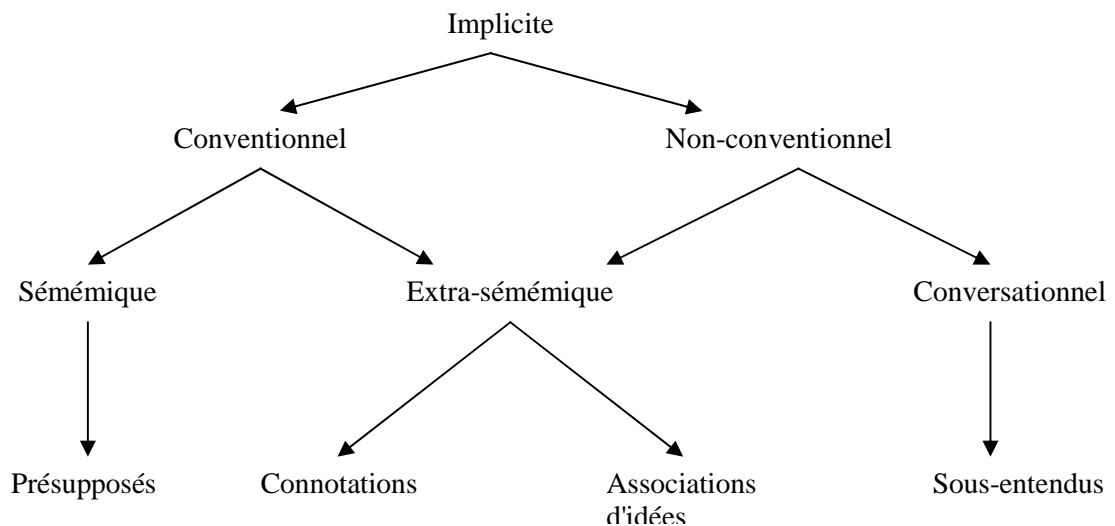 Implicite
Conventionnel
Non-conventionnel
Sémémique
Extra-sémémique
Conversationnel
Présupposés
Connotations
Associations
d'idées
Sous-entendus